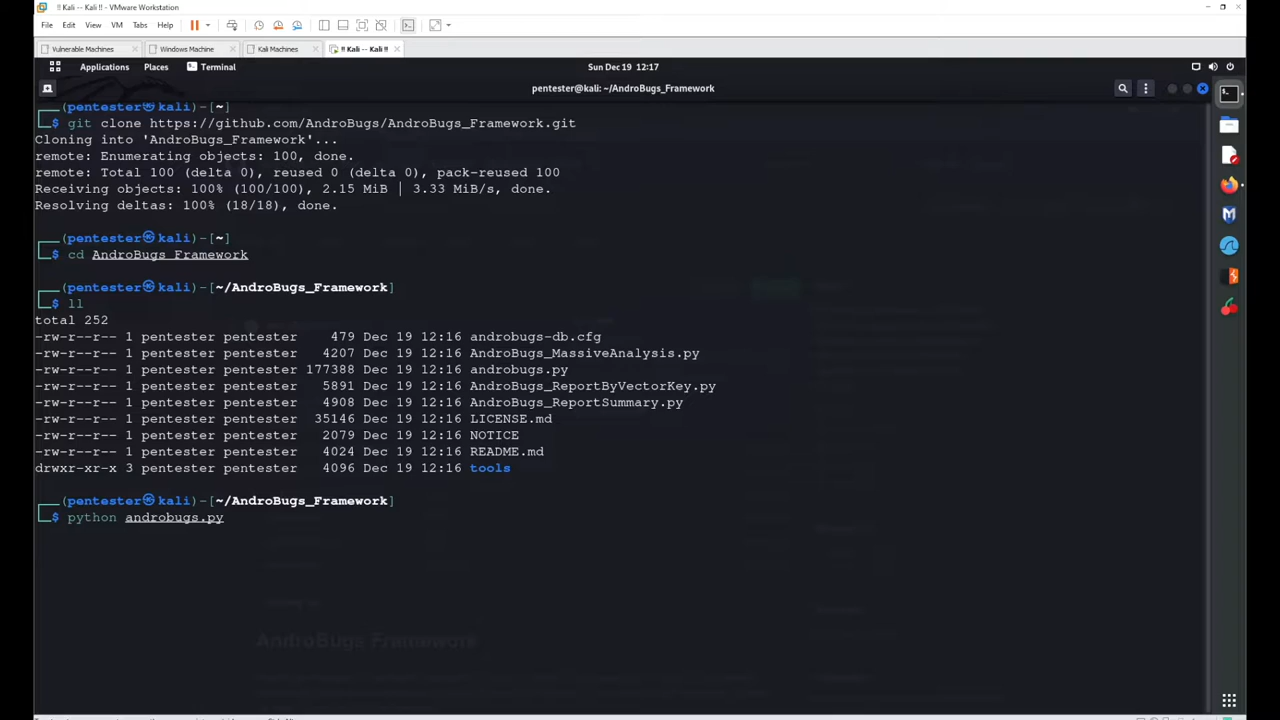 !! Kali -- Kali !! - VMware Workstation
File Edit View VM Tabs Help
Vulnerable Machines Windows Machine Kali Machines !! Kali -- Kali !!
Applications Places Terminal Sun Dec 19 12:17
pentester@kali: ~/AndroBugs_Framework
(pentester㉿kali)-[~]
$ git clone https://github.com/AndroBugs/AndroBugs_Framework.git
Cloning into 'AndroBugs_Framework'...
remote: Enumerating objects: 100, done.
remote: Total 100 (delta 0), reused 0 (delta 0), pack-reused 100
Receiving objects: 100% (100/100), 2.15 MiB | 3.33 MiB/s, done.
Resolving deltas: 100% (18/18), done.
(pentester㉿kali)-[~]
$ cd AndroBugs_Framework
(pentester㉿kali)-[~/AndroBugs_Framework]
$ ll
total 252
-rw-r--r-- 1 pentester pentester 479 Dec 19 12:16 androbugs-db.cfg
-rw-r--r-- 1 pentester pentester 4207 Dec 19 12:16 AndroBugs_MassiveAnalysis.py
-rw-r--r-- 1 pentester pentester 177388 Dec 19 12:16 androbugs.py
-rw-r--r-- 1 pentester pentester 5891 Dec 19 12:16 AndroBugs_ReportByVectorKey.py
-rw-r--r-- 1 pentester pentester 4908 Dec 19 12:16 AndroBugs_ReportSummary.py
-rw-r--r-- 1 pentester pentester 35146 Dec 19 12:16 LICENSE.md
-rw-r--r-- 1 pentester pentester 2079 Dec 19 12:16 NOTICE
-rw-r--r-- 1 pentester pentester 4024 Dec 19 12:16 README.md
drwxr-xr-x 3 pentester pentester 4096 Dec 19 12:16 tools
(pentester㉿kali)-[~/AndroBugs_Framework]
$ python androbugs.py
AndroBugs Framework